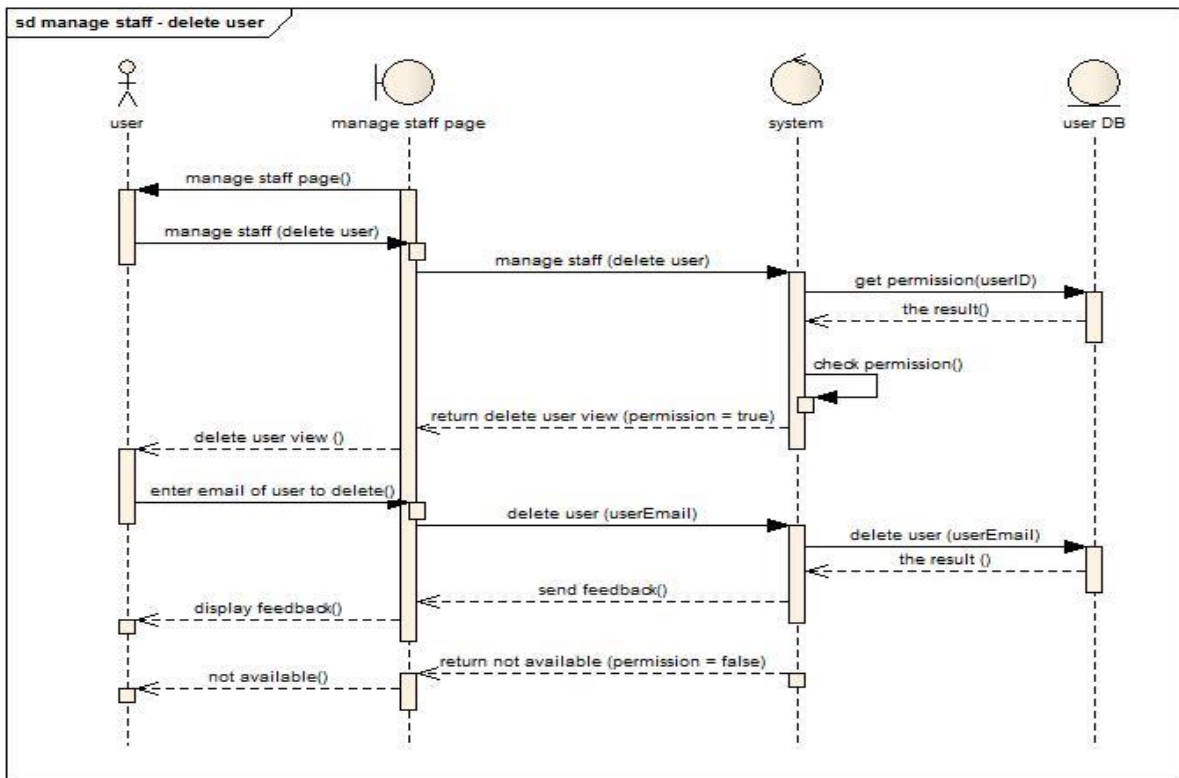 sd manage staff - delete user
user
manage staff page
system
user DB
manage staff page()
manage staff (delete user)
manage staff (delete user)
get permission(userID)
the result()
check permission()
return delete user view (permission = true)
delete user view ()
enter email of user to delete()
delete user (userEmail)
delete user (userEmail)
the result ()
send feedback()
display feedback()
return not available (permission = false)
not available()